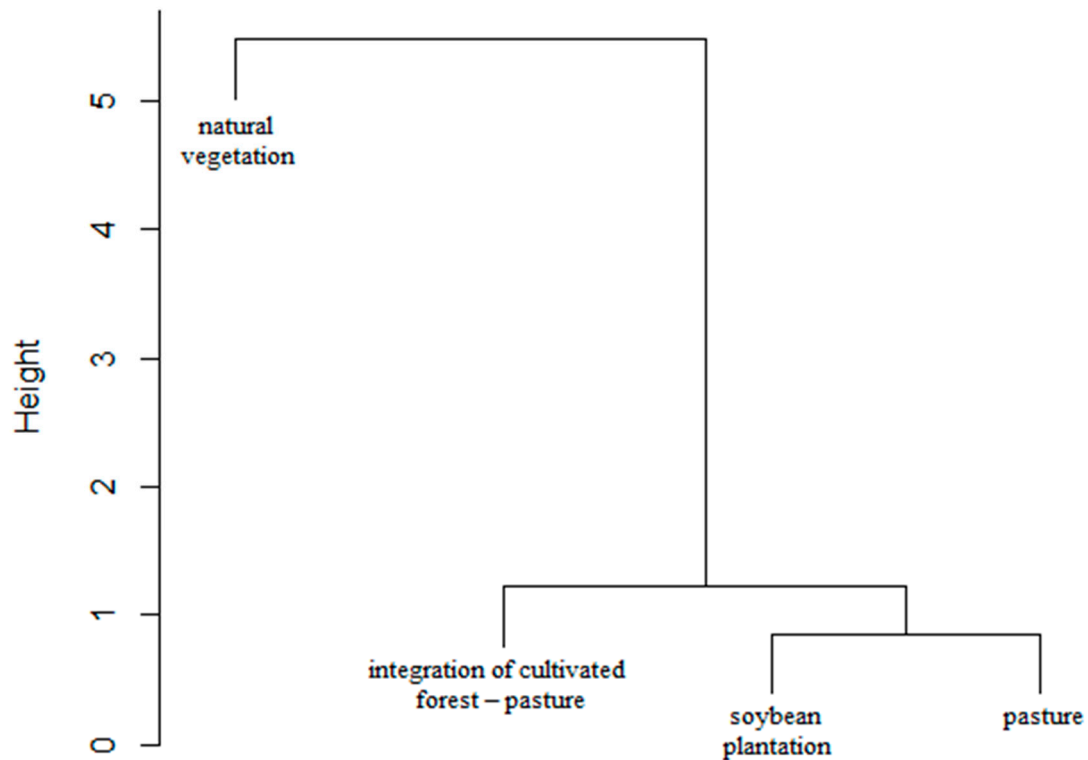 Height
5
4
3
2
1
0
natural
vegetation
integration of cultivated
forest – pasture
soybean
plantation
pasture